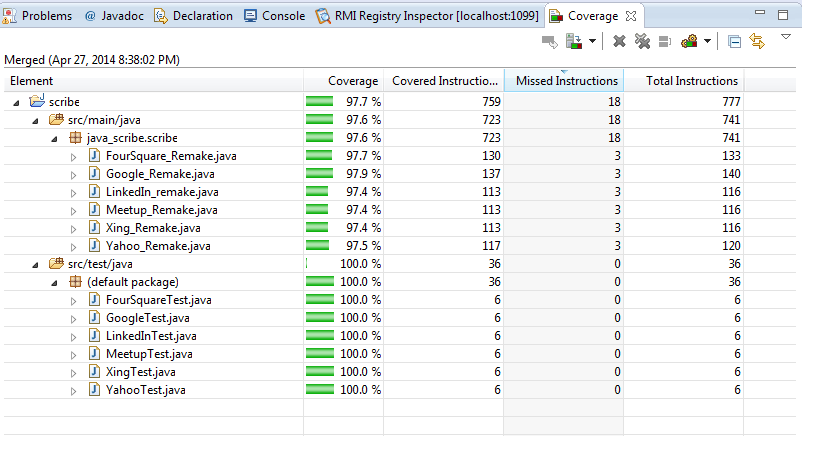 Problems @ Javadoc Declaration Console RMI Registry Inspector [localhost:1099] Coverage
Merged (Apr 27, 2014 8:38:02 PM)
Element Coverage Covered Instructio... Missed Instructions Total Instructions
scribe 97.7 % 759 18 777
src/main/java 97.6 % 723 18 741
java_scribe.scribe 97.6 % 723 18 741
FourSquare_Remake.java 97.7 % 130 3 133
Google_Remake.java 97.9 % 137 3 140
LinkedIn_remake.java 97.4 % 113 3 116
Meetup_Remake.java 97.4 % 113 3 116
Xing_Remake.java 97.4 % 113 3 116
Yahoo_Remake.java 97.5 % 117 3 120
src/test/java 100.0 % 36 0 36
(default package) 100.0 % 36 0 36
FourSquareTest.java 100.0 % 6 0 6
GoogleTest.java 100.0 % 6 0 6
LinkedInTest.java 100.0 % 6 0 6
MeetupTest.java 100.0 % 6 0 6
XingTest.java 100.0 % 6 0 6
YahooTest.java 100.0 % 6 0 6